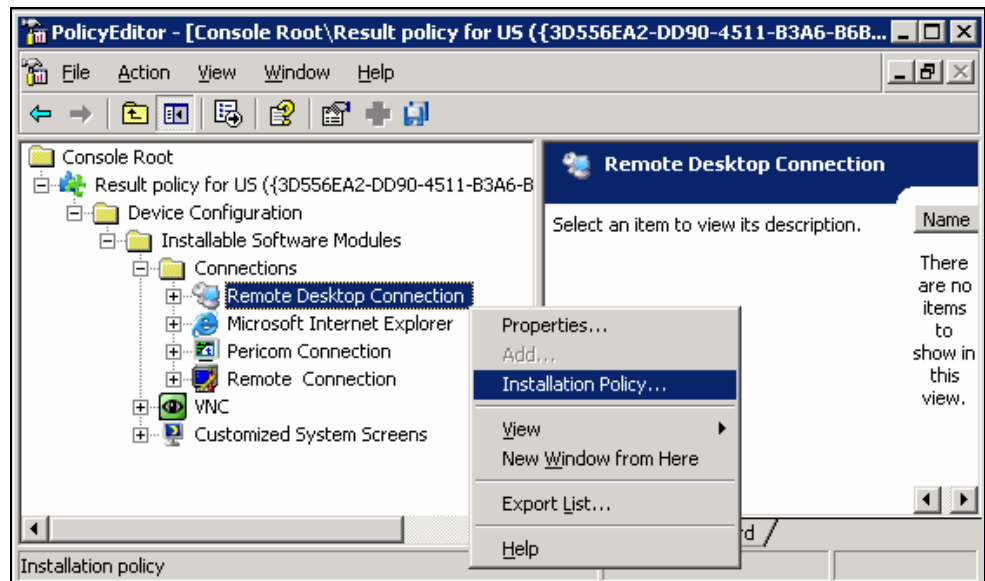 PolicyEditor - [Console Root\Result policy for US ({3D556EA2-DD90-4511-B3A6-B6B...
File Action View Window Help
Console Root
Result policy for US ({3D556EA2-DD90-4511-B3A6-B
Device Configuration
Installable Software Modules
Connections
Remote Desktop Connection
Microsoft Internet Explorer
Pericom Connection
Remote Connection
VNC
Customized System Screens
Remote Desktop Connection
Select an item to view its description.
Name
There
are no
items
to
show in
this
view.
Properties...
Add...
Installation Policy...
View
New Window from Here
Export List...
Help
rd
Installation policy